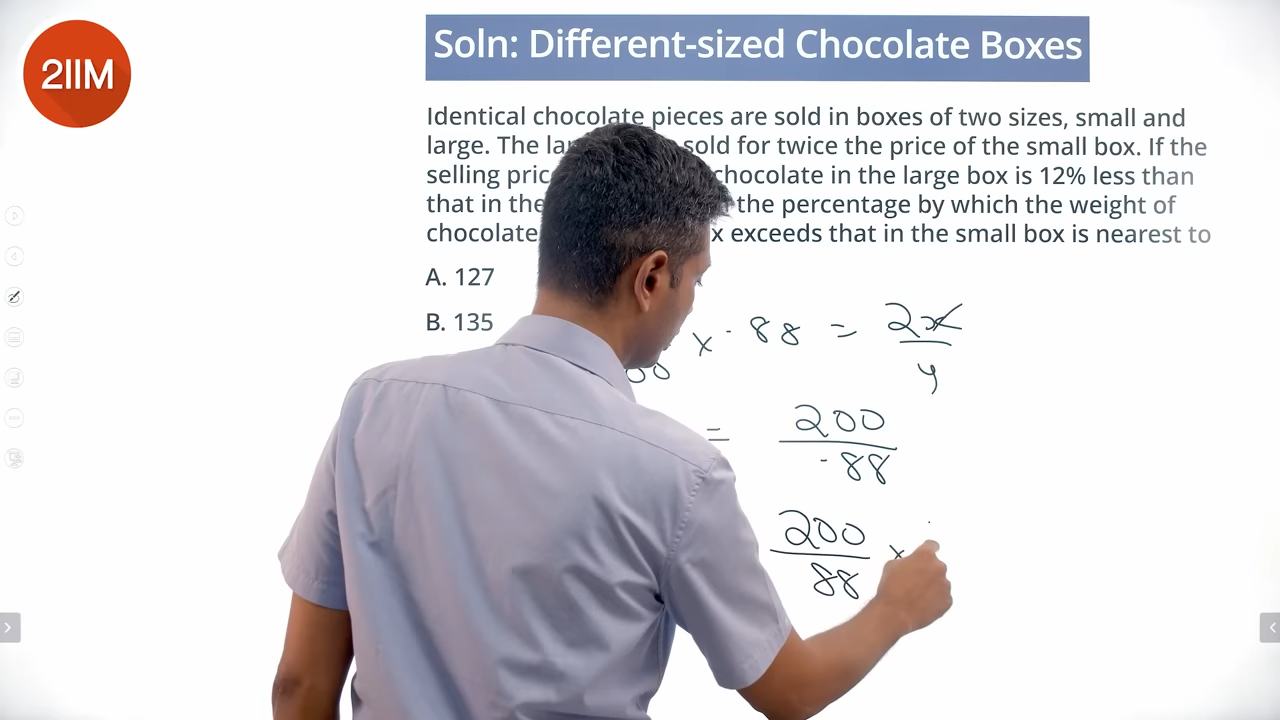 2IIM
Soln: Different-sized Chocolate Boxes
Identical chocolate pieces are sold in boxes of two sizes, small and
large. The sold for twice the price of the small box. If the
selling chocolate in the large box is 12% less than
that in the percentage by which the weight of
chocolate exceeds that in the small box is nearest to
A. 127
B. 135
x .88 = 2x/y
= 200/.88
200/88 x